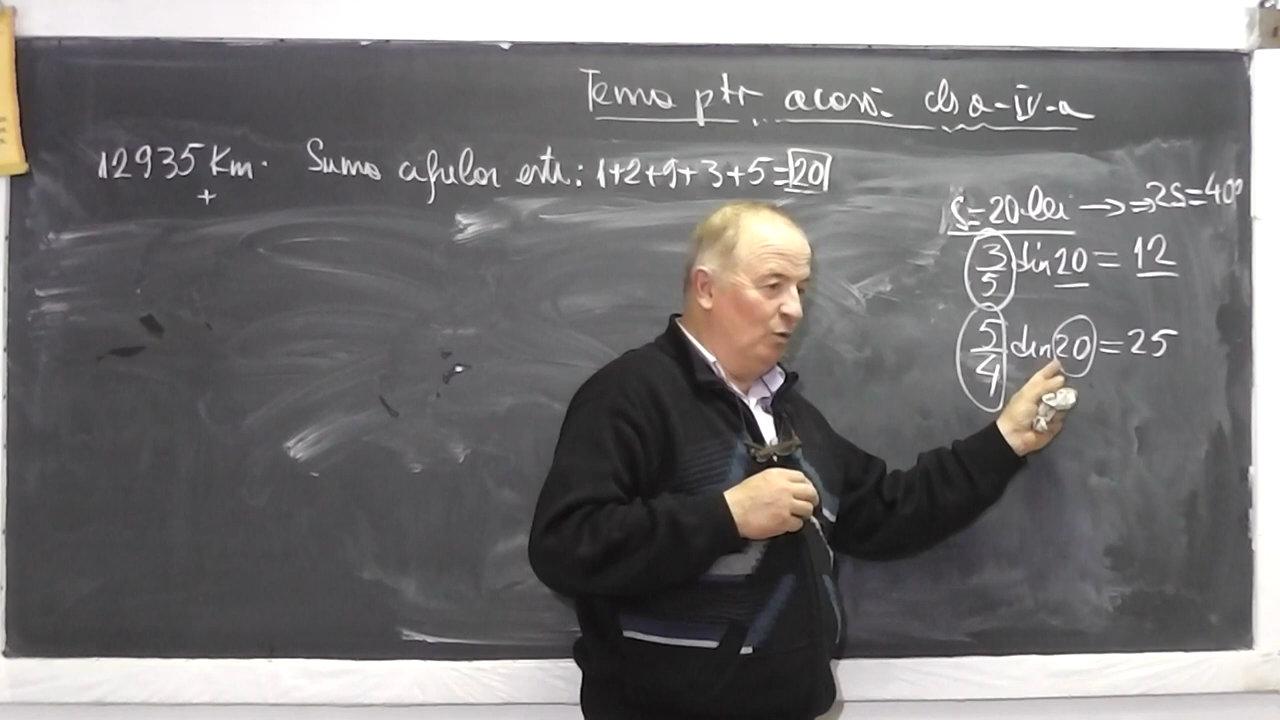 Tema ptr acasă cls a-IV-a
12935 Km. Suma cifrelor este: 1+2+9+3+5=20
+
S=20 lei → ⇒2S=40
3/5 din 20 = 12
5/4 din 20 = 25